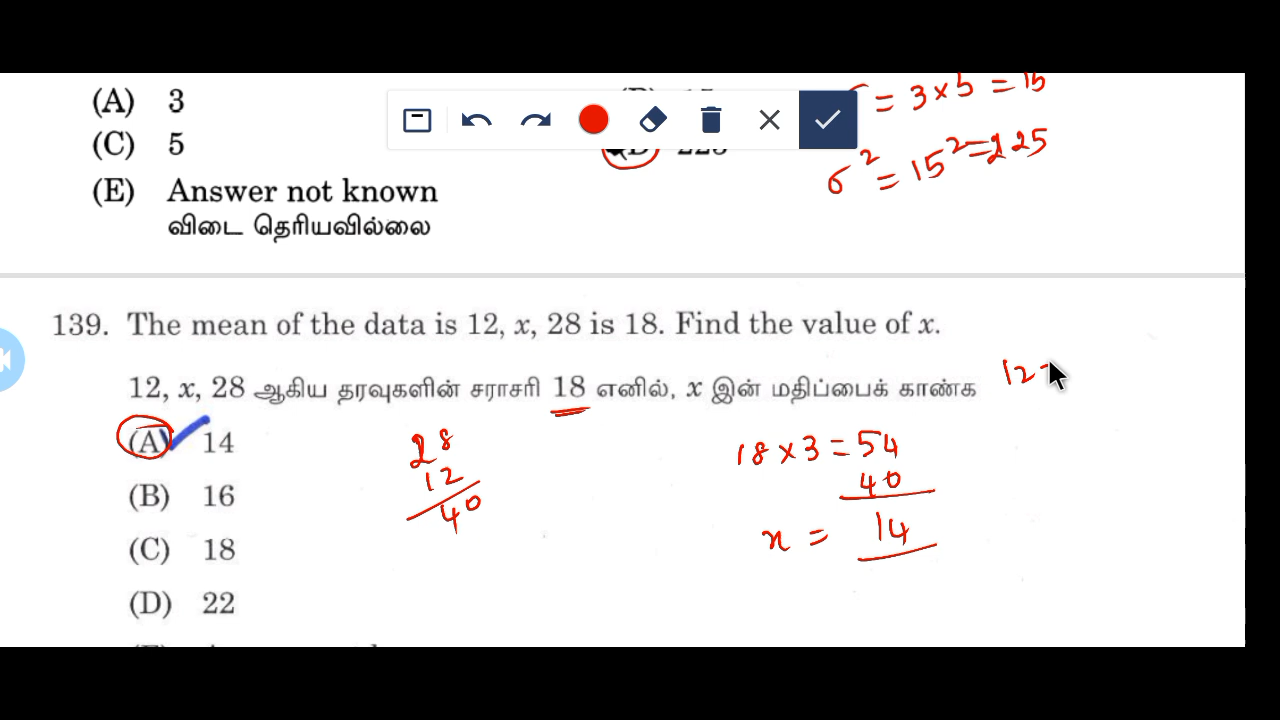 (A) 3
σ = 3 × 5 = 15
(C) 5
σ² = 15² = 225
(E) Answer not known
விடை தெரியவில்லை
139. The mean of the data is 12, x, 28 is 18. Find the value of x.
12, x, 28 ஆகிய தரவுகளின் சராசரி 18 எனில், x இன் மதிப்பைக் காண்க
12
(A) 14
28
12
40
18 × 3 = 54
40
x = 14
(B) 16
(C) 18
(D) 22